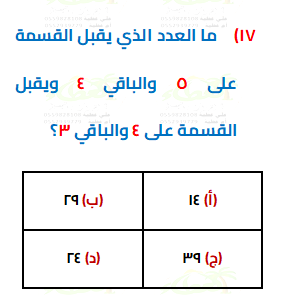 ١٧) ما العدد الذي يقبل القسمة
على ٥ والباقي ٤ ويقبل
القسمة على ٤ والباقي ٣؟
(أ) ١٤ (ب) ٢٩
(ج) ٣٩ (د) ٢٤